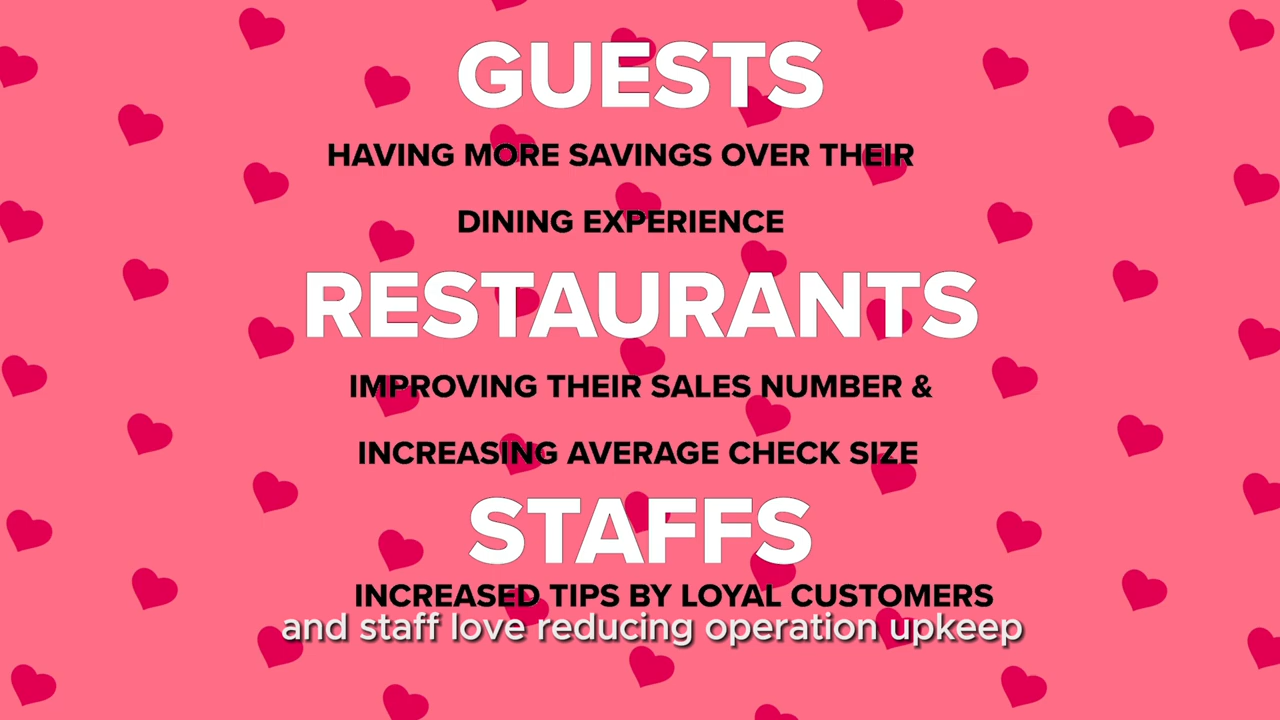 GUESTS
HAVING MORE SAVINGS OVER THEIR
DINING EXPERIENCE
RESTAURANTS
IMPROVING THEIR SALES NUMBER &
INCREASING AVERAGE CHECK SIZE
STAFFS
INCREASED TIPS BY LOYAL CUSTOMERS
and staff love reducing operation upkeep